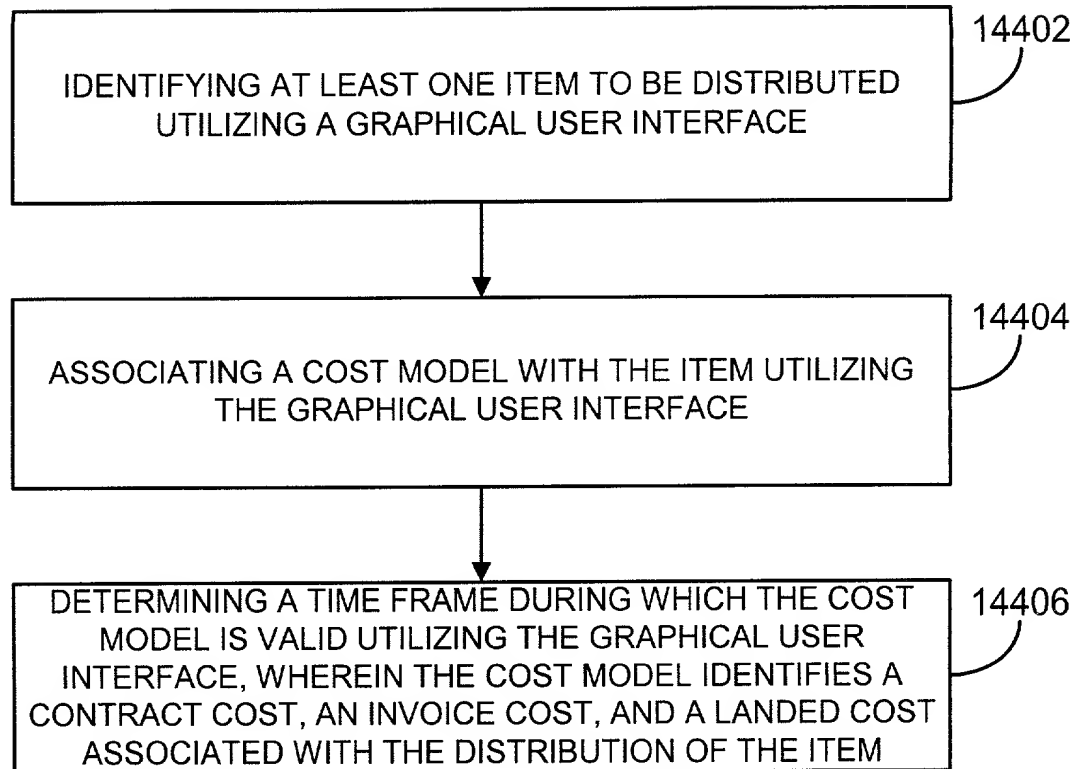 14402
IDENTIFYING AT LEAST ONE ITEM TO BE DISTRIBUTED
UTILIZING A GRAPHICAL USER INTERFACE
14404
ASSOCIATING A COST MODEL WITH THE ITEM UTILIZING
THE GRAPHICAL USER INTERFACE
14406
DETERMINING A TIME FRAME DURING WHICH THE COST
MODEL IS VALID UTILIZING THE GRAPHICAL USER
INTERFACE, WHEREIN THE COST MODEL IDENTIFIES A
CONTRACT COST, AN INVOICE COST, AND A LANDED COST
ASSOCIATED WITH THE DISTRIBUTION OF THE ITEM